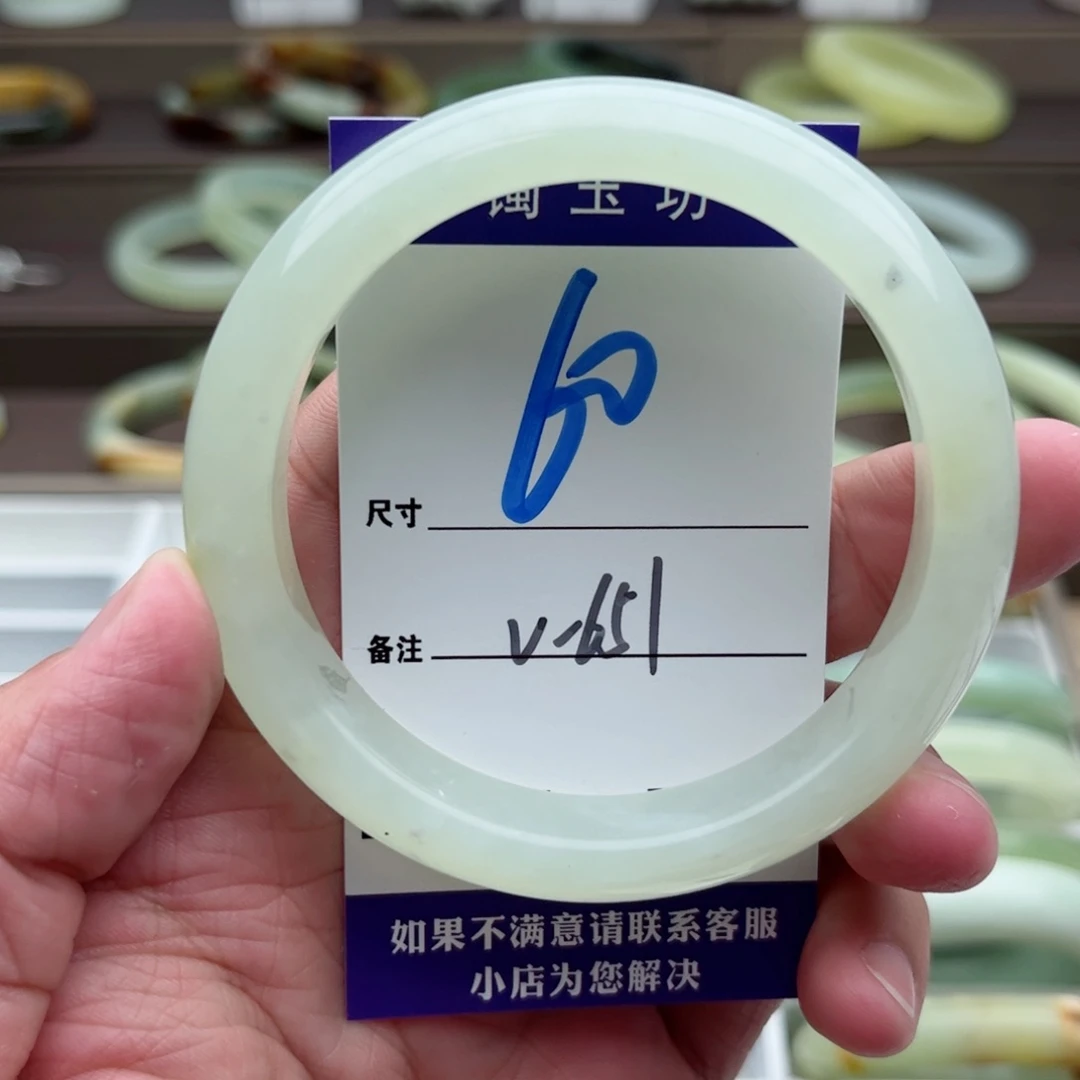 玉坊
尺寸
备注 V-651
如果不满意请联系客服
小店为您解决